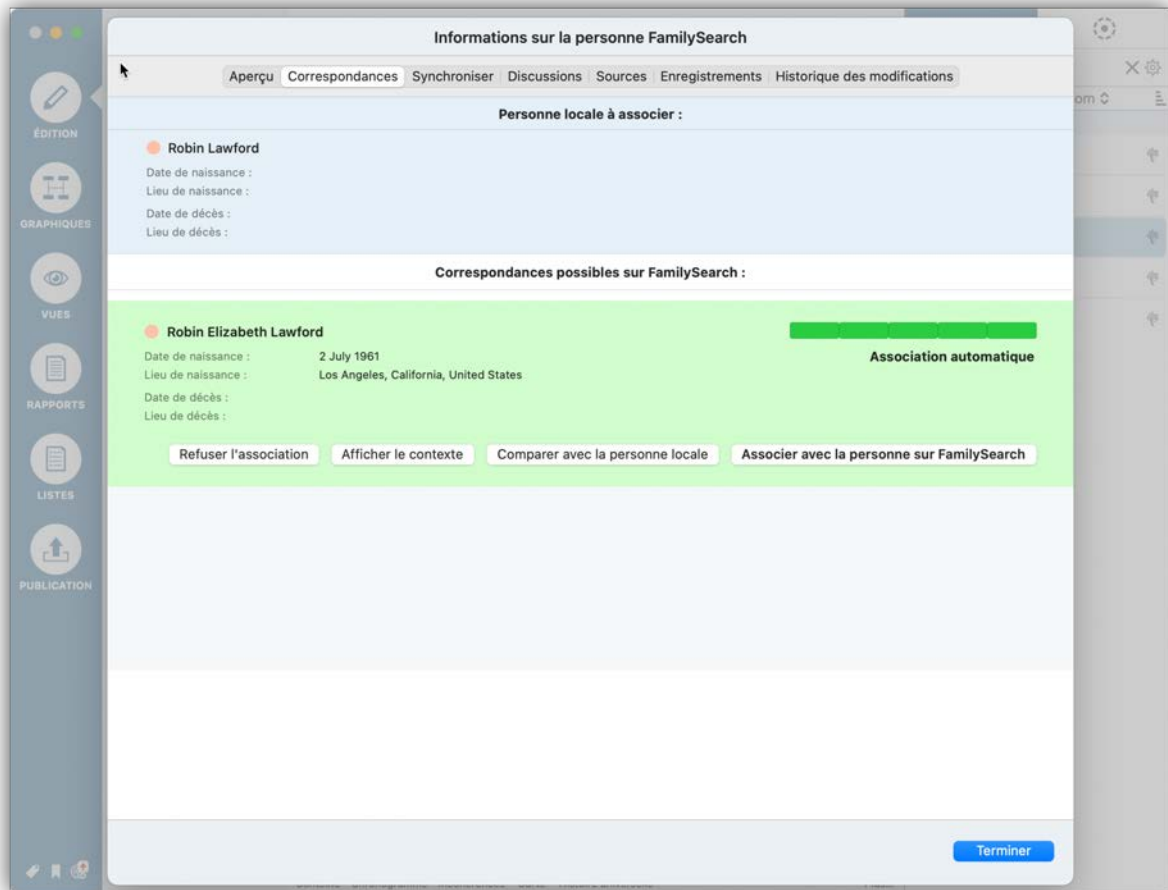 Informations sur la personne FamilySearch
Aperçu Correspondances Synchroniser Discussions Sources Enregistrements Historique des modifications
om
Personne locale à associer :
ÉDITION
Robin Lawford
Date de naissance :
Lieu de naissance :
Date de décès :
Lieu de décès :
GRAPHIQUES
Correspondances possibles sur FamilySearch :
VUES
Robin Elizabeth Lawford
Date de naissance : 2 July 1961
Association automatique
Lieu de naissance : Los Angeles, California, United States
Date de décès :
Lieu de décès :
RAPPORTS
Refuser l'association Afficher le contexte Comparer avec la personne locale Associer avec la personne sur FamilySearch
LISTES
PUBLICATION
Terminer